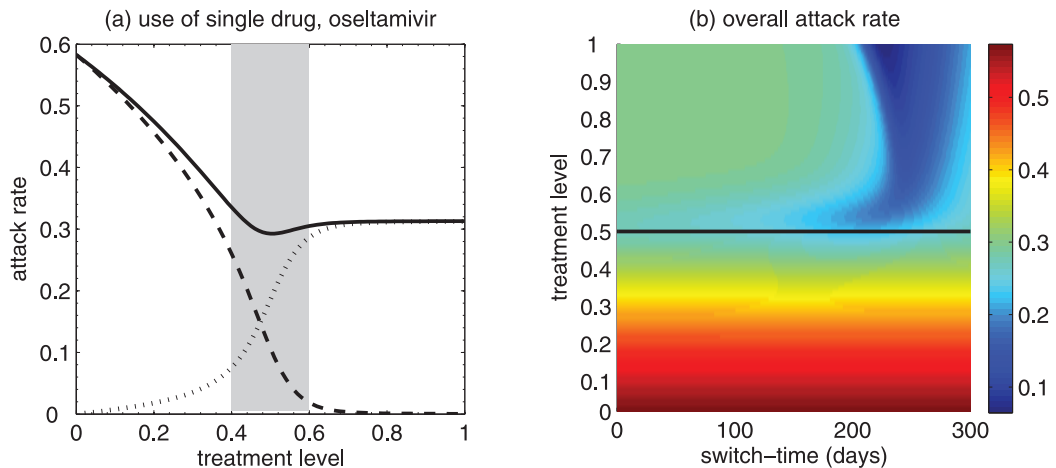 (a) use of single drug, oseltamivir
0.6
0.5
0.4
0.3
0.2
0.1
0
attack rate
0 0.2 0.4 0.6 0.8 1
treatment level
(b) overall attack rate
1
0.9
0.8
0.7
0.6
0.5
0.4
0.3
0.2
0.1
0
treatment level
0 100 200 300
switch−time (days)
0.5
0.4
0.3
0.2
0.1